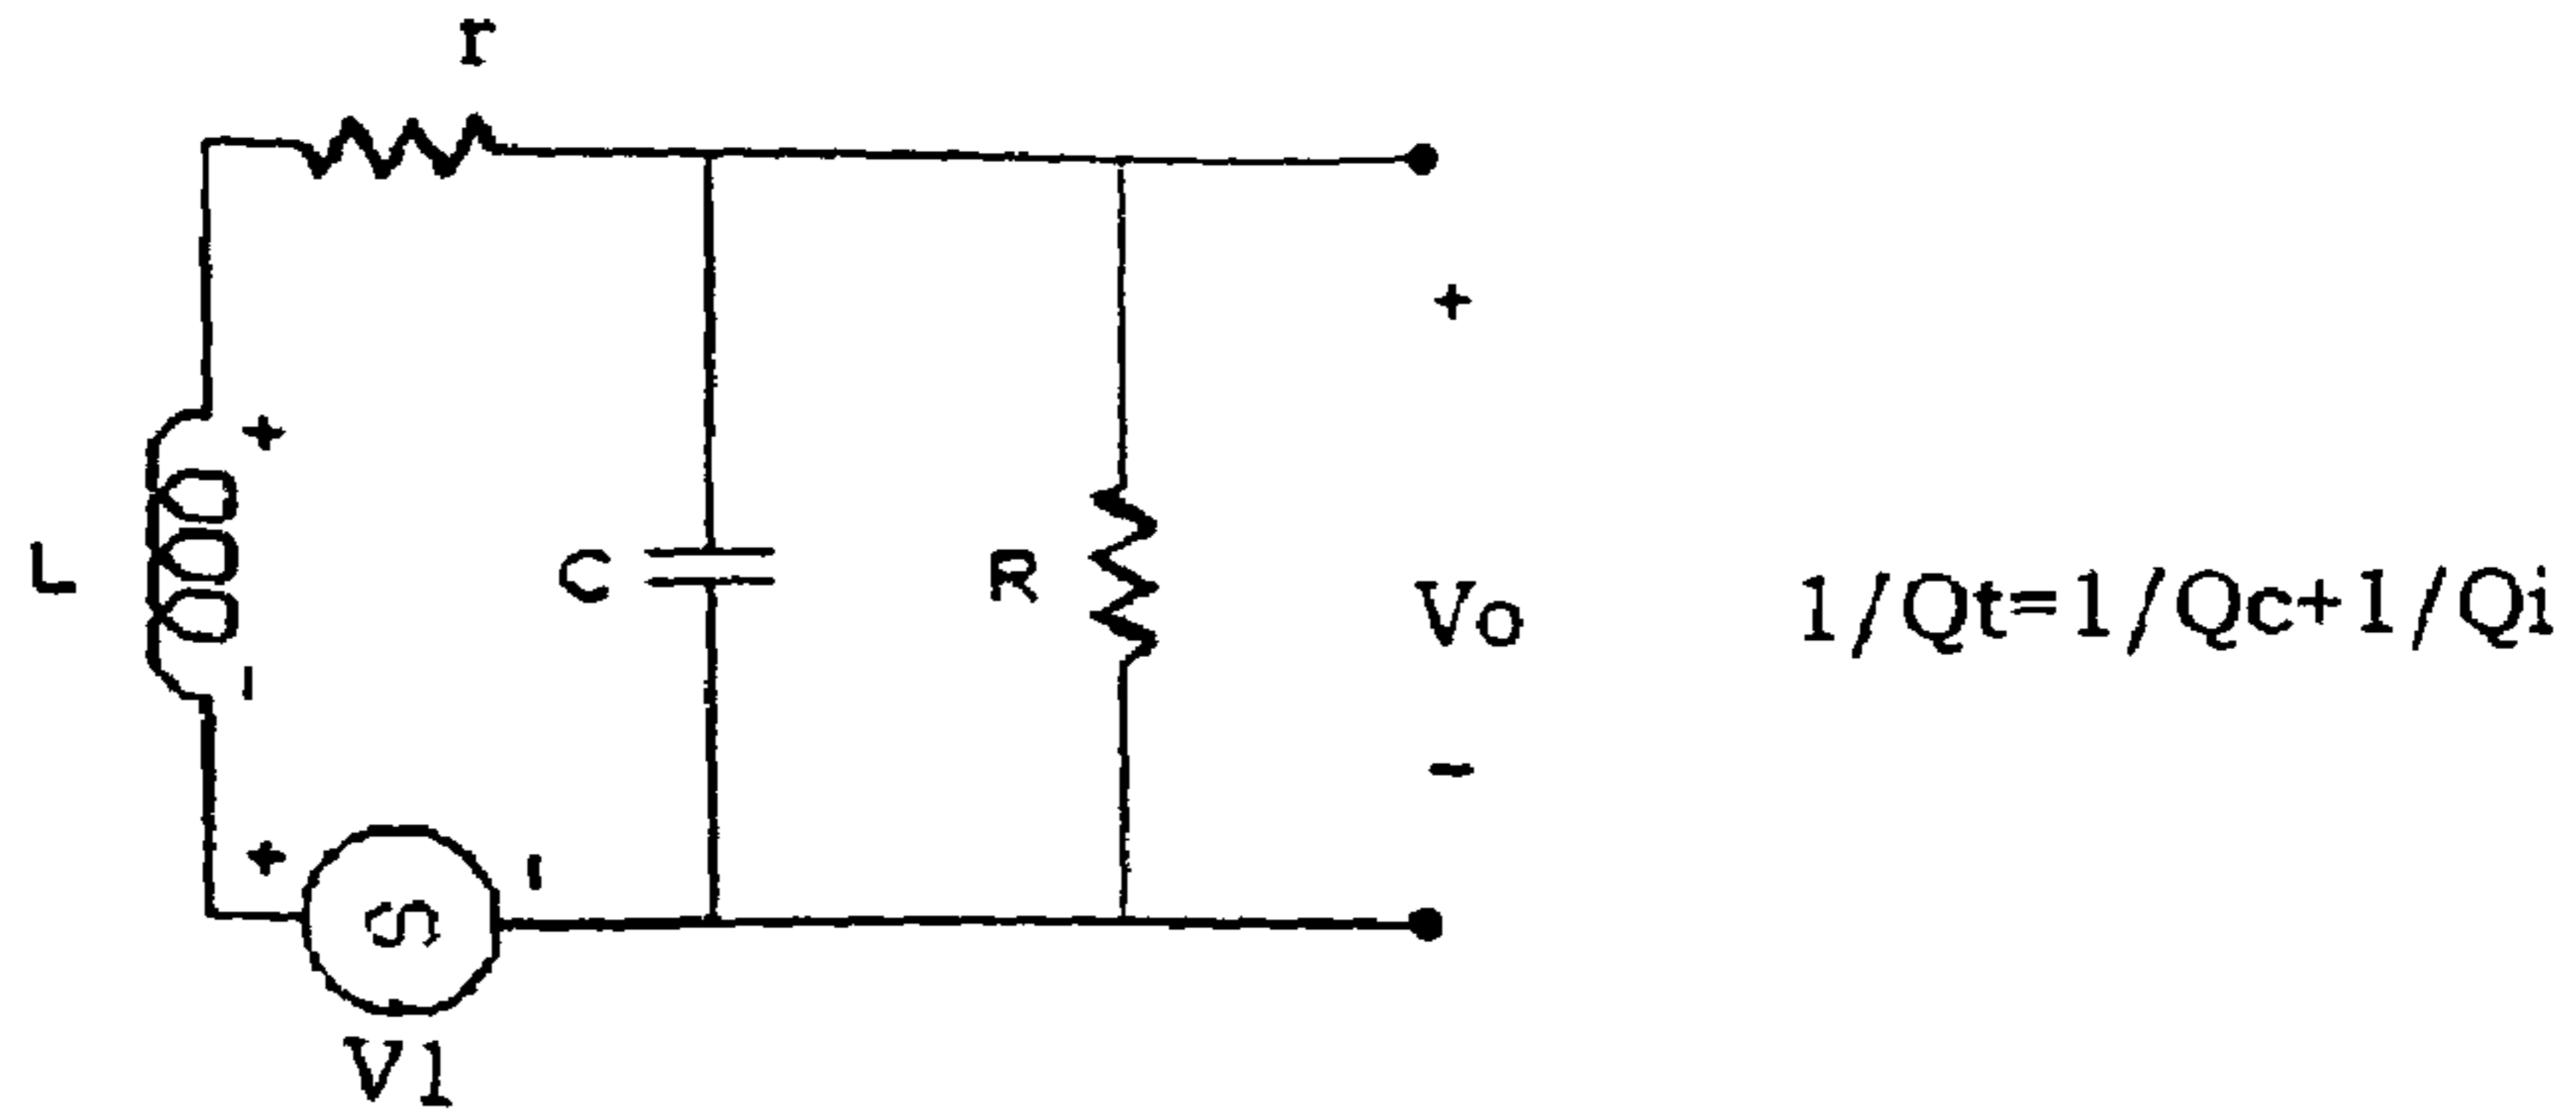 r
+
+
L
C
R
Vo
1/Qt=1/Qc+1/Qi
-
-
+
-
S
V1